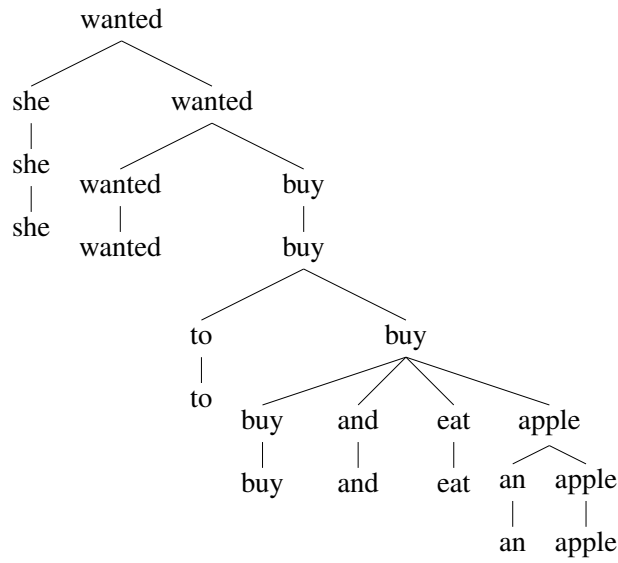 wanted
she wanted
she wanted buy
she wanted buy
to buy
to buy and eat apple
buy and eat an apple
an apple